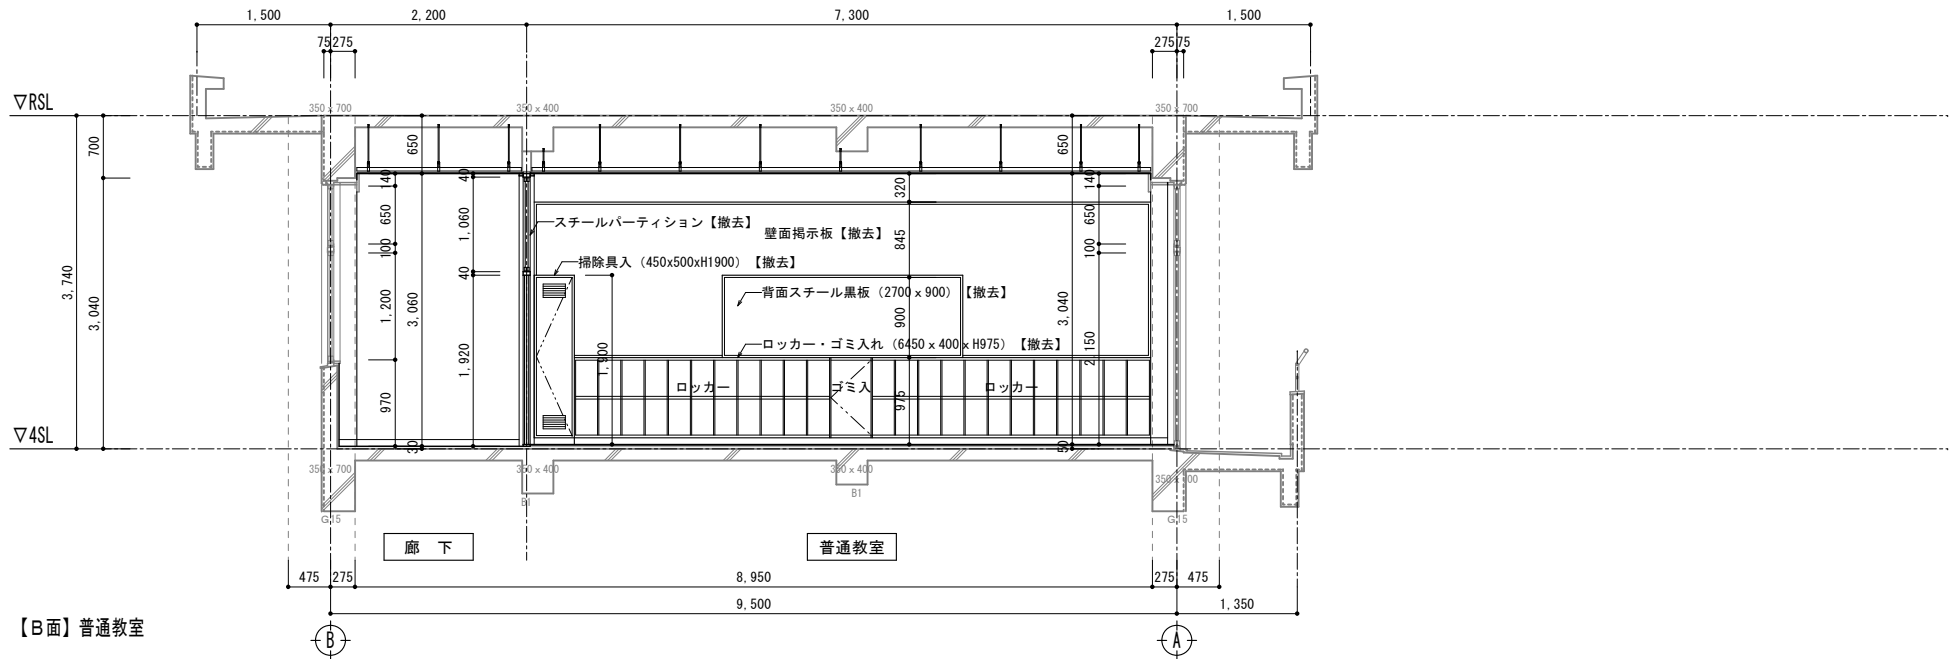 1,500
2,200
7,300
1,500
75
275
275
75
▽RSL
350 x 700
350 x 400
350 x 400
350 x 700
700
650
650
140
40
320
140
650
1,060
スチールパーティション【撤去】
壁面掲示板【撤去】
845
650
100
40
掃除具入（450x500xH1900）【撤去】
100
3,740
3,040
1,200
3,060
背面スチール黒板（2700 x 900）【撤去】
900
3,040
1,920
1,900
ロッカー・ゴミ入れ（6450 x 400 x H975）【撤去】
2,150
ロッカー
ゴミ入
ロッカー
970
975
▽4SL
30
50
350 x 700
350 x 400
350 x 400
B1
B1
G15
G15
廊　下
普通教室
475
275
8,950
275
475
9,500
1,350
【B面】普通教室
B
A